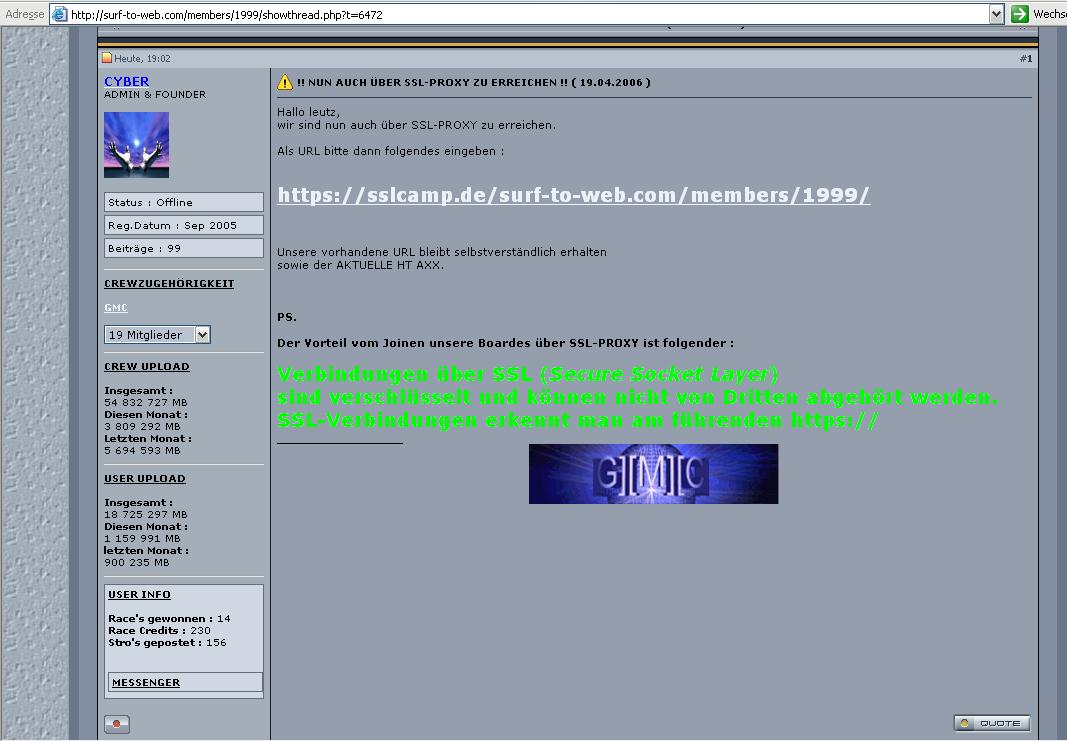 Adresse http://surf-to-web.com/members/1999/showthread.php?t=6472 Wechs
Heute, 19:02 #1
CYBER
ADMIN & FOUNDER
Status : Offline
Reg.Datum : Sep 2005
Beiträge : 99
CREWZUGEHÖRIGKEIT
GMC
19 Mitglieder
CREW UPLOAD
Insgesamt :
54 832 727 MB
Diesen Monat :
3 809 292 MB
Letzten Monat :
5 694 593 MB
USER UPLOAD
Insgesamt :
18 725 297 MB
Diesen Monat :
1 159 991 MB
letzten Monat :
900 235 MB
USER INFO
Race's gewonnen : 14
Race Credits : 230
Stro's gepostet : 156
MESSENGER
!! NUN AUCH ÜBER SSL-PROXY ZU ERREICHEN !! ( 19.04.2006 )
Hallo leutz,
wir sind nun auch über SSL-PROXY zu erreichen.
Als URL bitte dann folgendes eingeben :
https://sslcamp.de/surf-to-web.com/members/1999/
Unsere vorhandene URL bleibt selbstverständlich erhalten
sowie der AKTUELLE HT AXX.
PS.
Der Vorteil vom Joinen unsere Boardes über SSL-PROXY ist folgender :
Verbindungen über SSL (Secure Socket Layer)
sind verschlüsselt und können nicht von Dritten abgehört werden.
SSL-Verbindungen erkennt man am führenden https://
G][M][C
QUOTE